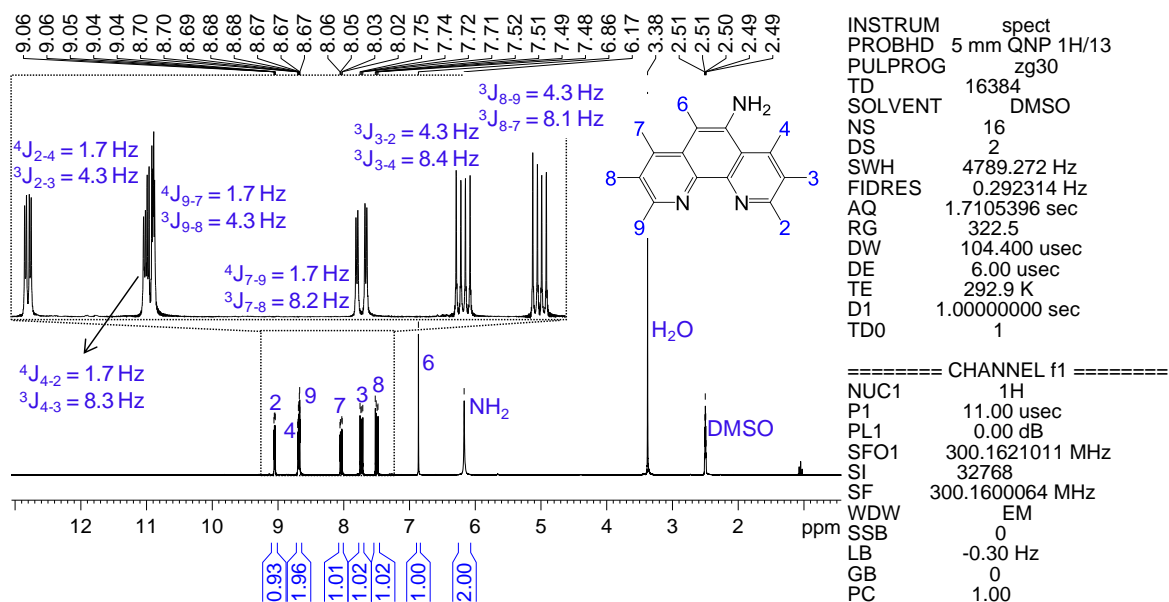 9.06
9.06
9.05
9.04
8.70
8.70
8.69
8.68
8.68
8.67
8.67
8.67
8.06
8.05
8.03
8.02
7.75
7.74
7.72
7.71
7.52
7.51
7.49
7.48
6.86
6.17
3.38
2.51
2.51
2.50
2.49
2.49
⁴J2-4 = 1.7 Hz
³J2-3 = 4.3 Hz
⁴J9-7 = 1.7 Hz
³J9-8 = 4.3 Hz
⁴J7-9 = 1.7 Hz
³J7-8 = 8.2 Hz
³J3-2 = 4.3 Hz
³J3-4 = 8.4 Hz
³J8-9 = 4.3 Hz
³J8-7 = 8.1 Hz
⁴J4-2 = 1.7 Hz
³J4-3 = 8.3 Hz
6
NH2
7
4
8
3
N
N
9
2
2
4
9
7
3
8
6
NH2
H2O
DMSO
12 11 10 9 8 7 6 5 4 3 2 ppm
0.93
1.96
1.01
1.02
1.02
1.00
2.00
INSTRUM spect
PROBHD 5 mm QNP 1H/13
PULPROG zg30
TD 16384
SOLVENT DMSO
NS 16
DS 2
SWH 4789.272 Hz
FIDRES 0.292314 Hz
AQ 1.7105396 sec
RG 322.5
DW 104.400 usec
DE 6.00 usec
TE 292.9 K
D1 1.00000000 sec
TD0 1
======== CHANNEL f1 ========
NUC1 1H
P1 11.00 usec
PL1 0.00 dB
SFO1 300.1621011 MHz
SI 32768
SF 300.1600064 MHz
WDW EM
SSB 0
LB -0.30 Hz
GB 0
PC 1.00